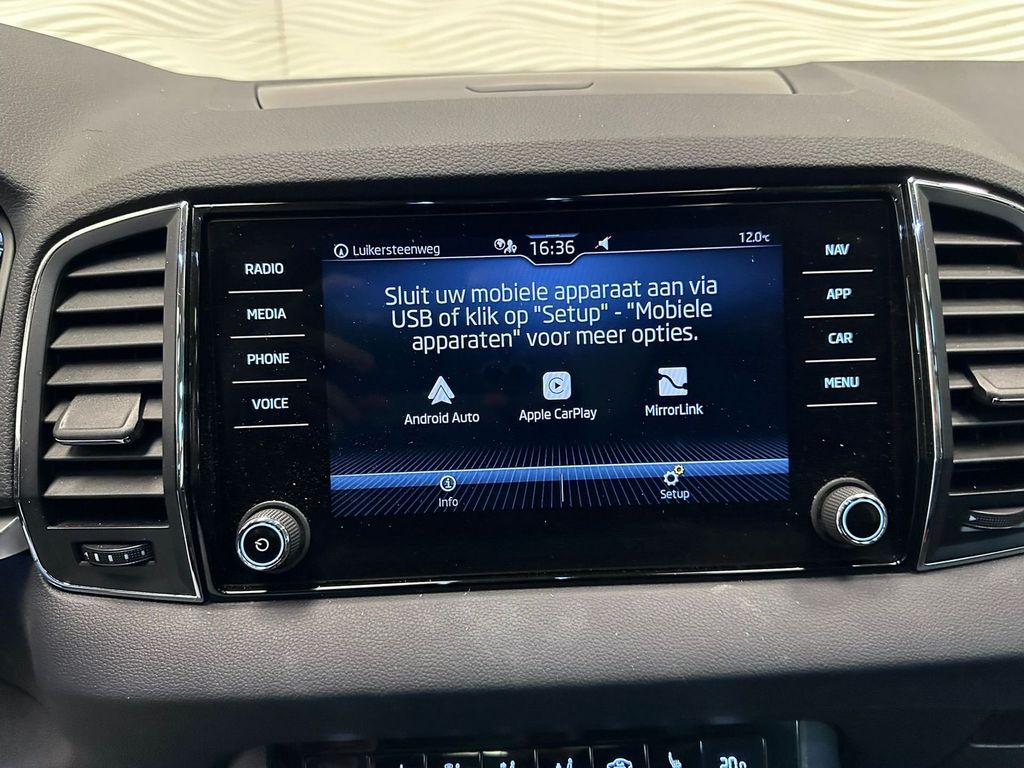 Luikersteenweg 16:36 12.0°C
RADIO
MEDIA
PHONE
VOICE
Sluit uw mobiele apparaat aan via
USB of klik op "Setup" - "Mobiele
apparaten" voor meer opties.
Android Auto Apple CarPlay MirrorLink
Info Setup
NAV
APP
CAR
MENU